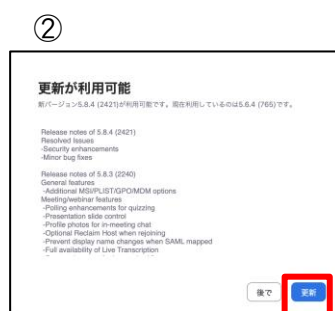 ②
更新が利用可能
新バージョン5.8.4 (2421)が利用可能です。現在利用しているのは5.6.4 (765)です。
Release notes of 5.8.4 (2421)
Resolved Issues
-Security enhancements
-Minor bug fixes
Release notes of 5.8.3 (2240)
General features
-Additional MSI/PLIST/GPO/MDM options
Meeting/webinar features
-Polling enhancements for quizzing
-Presentation slide control
-Profile photos for in-meeting chat
-Optional Reclaim Host when rejoining
-Prevent display name changes when SAML mapped
-Full availability of Live Transcription
後で
更新